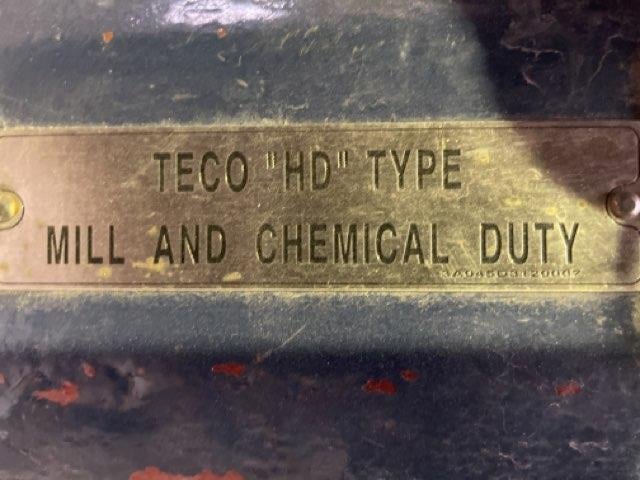 TECO "HD" TYPE
MILL AND CHEMICAL DUTY